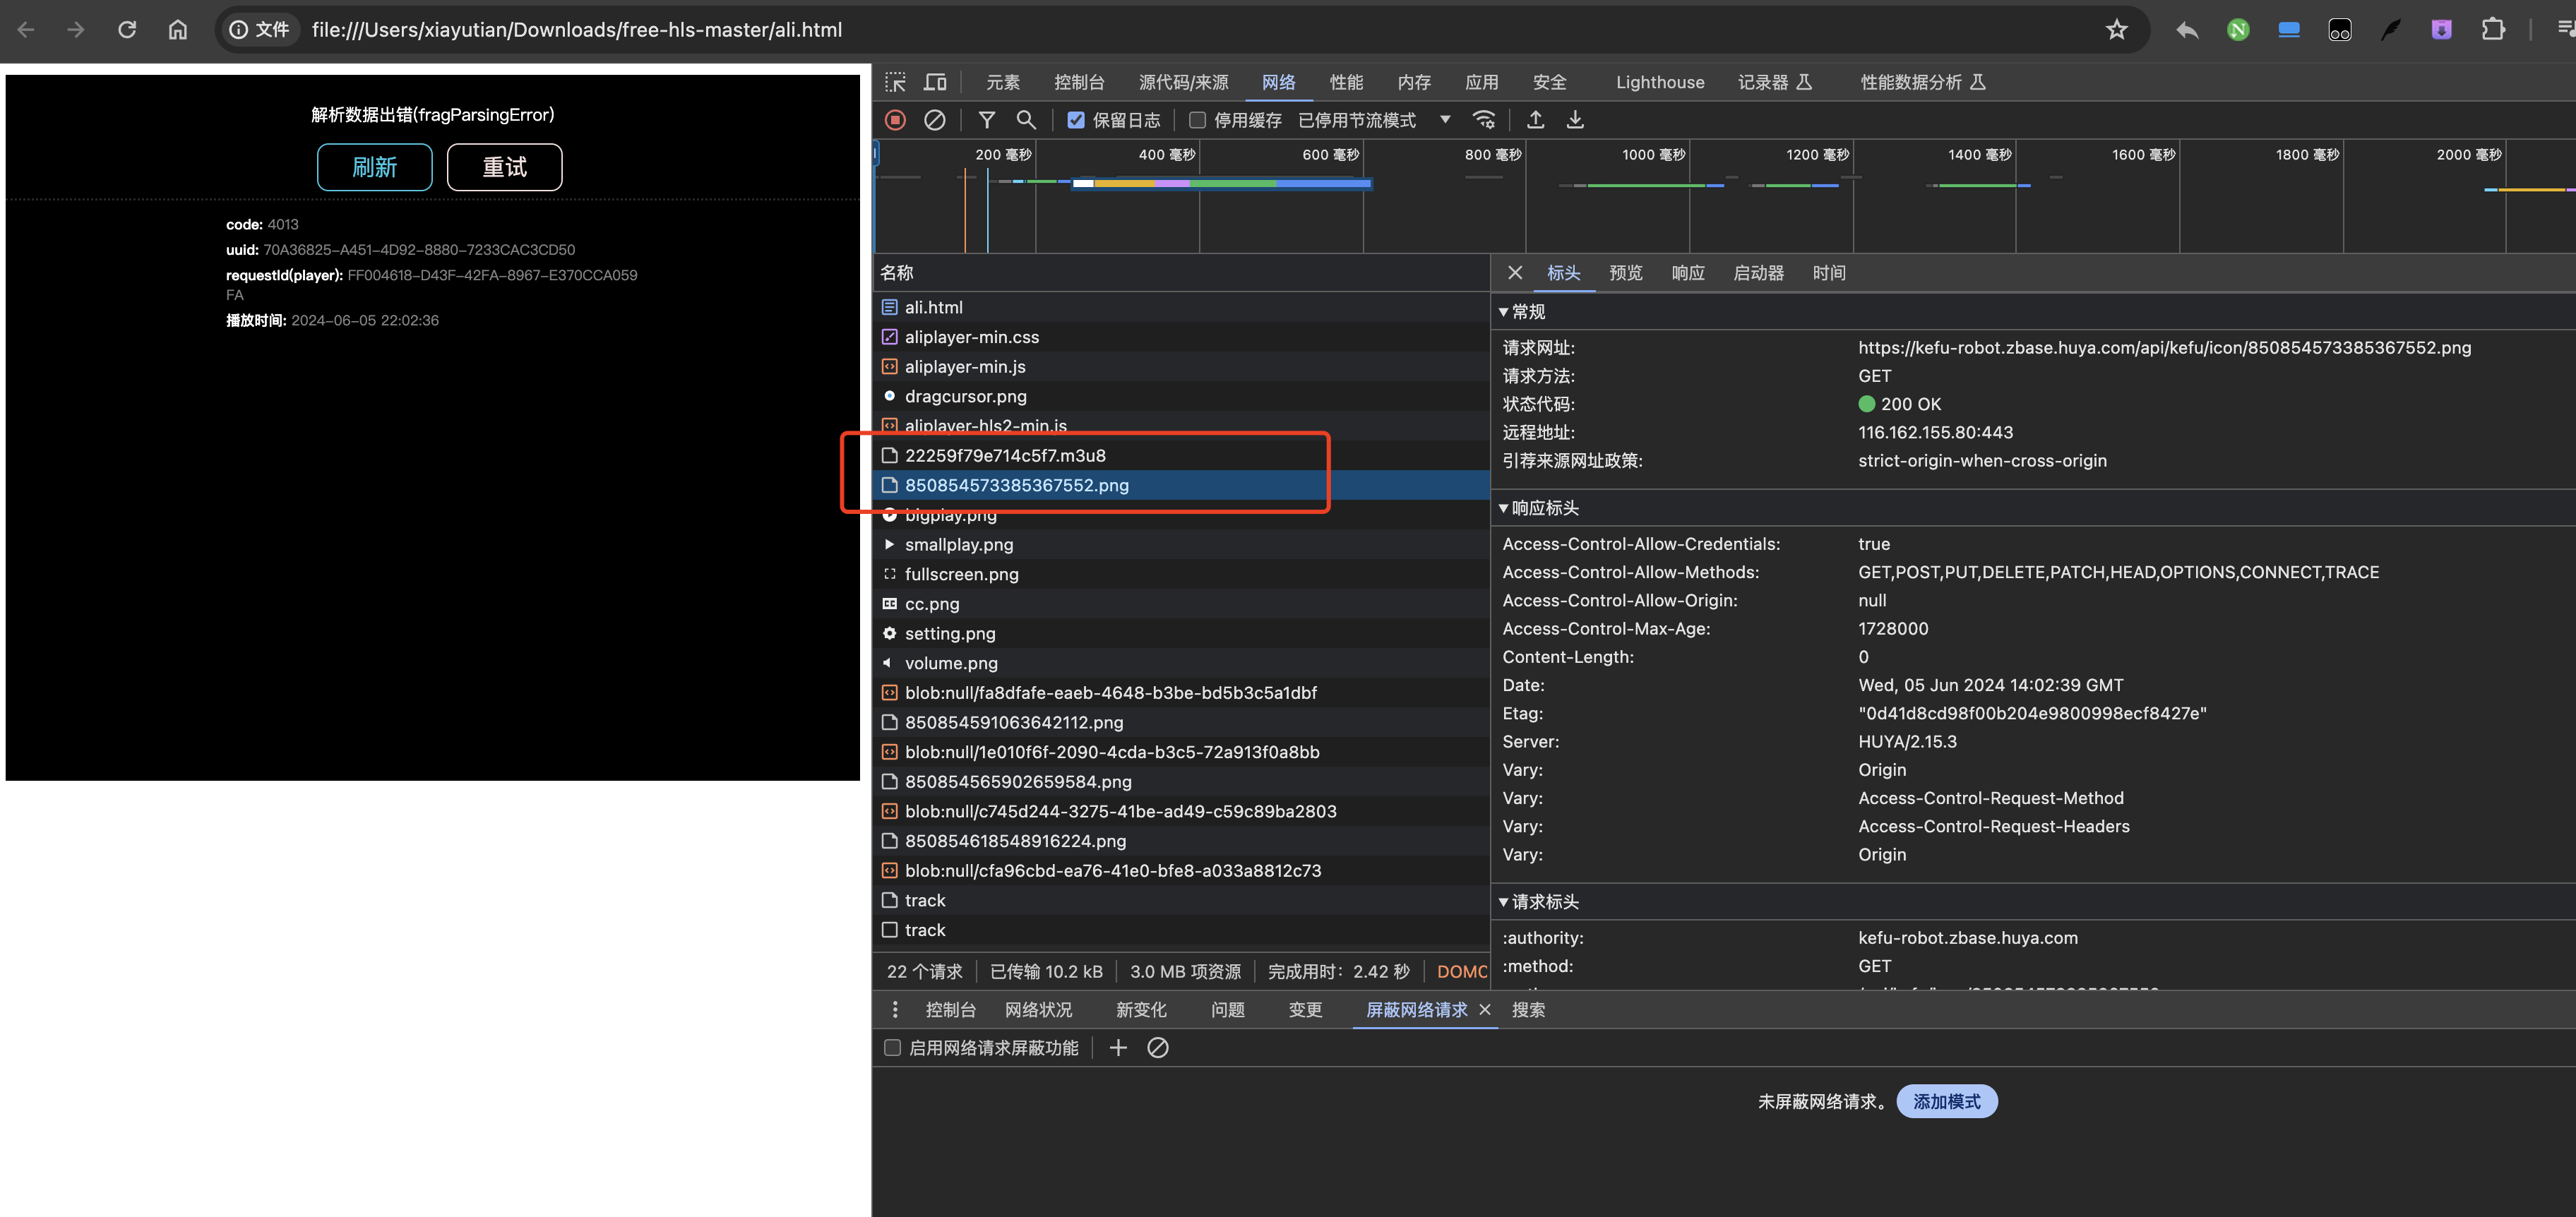 文件 file:///Users/xiayutian/Downloads/free-hls-master/ali.html
解析数据出错(fragParsingError)
刷新 重试
code: 4013
uuid: 70A36825-A451-4D92-8880-7233CAC3CD50
requestId(player): FF004618-D43F-42FA-8967-E370CCA059
FA
播放时间: 2024-06-05 22:02:36
元素 控制台 源代码/来源 网络 性能 内存 应用 安全 Lighthouse 记录器 性能数据分析
保留日志 停用缓存 已停用节流模式
200 毫秒 400 毫秒 600 毫秒 800 毫秒 1000 毫秒 1200 毫秒 1400 毫秒 1600 毫秒 1800 毫秒 2000 毫秒
名称
ali.html
aliplayer-min.css
aliplayer-min.js
dragcursor.png
aliplayer-hls2-min.js
22259f79e714c5f7.m3u8
850854573385367552.png
bigplay.png
smallplay.png
fullscreen.png
cc.png
setting.png
volume.png
blob:null/fa8dfafe-eaeb-4648-b3be-bd5b3c5a1dbf
850854591063642112.png
blob:null/1e010f6f-2090-4cda-b3c5-72a913f0a8bb
850854565902659584.png
blob:null/c745d244-3275-41be-ad49-c59c89ba2803
850854618548916224.png
blob:null/cfa96cbd-ea76-41e0-bfe8-a033a8812c73
track
track
22 个请求 已传输 10.2 kB 3.0 MB 项资源 完成用时: 2.42 秒 DOMC
标头 预览 响应 启动器 时间
常规
请求网址: https://kefu-robot.zbase.huya.com/api/kefu/icon/850854573385367552.png
请求方法: GET
状态代码: 200 OK
远程地址: 116.162.155.80:443
引荐来源网址政策: strict-origin-when-cross-origin
响应标头
Access-Control-Allow-Credentials: true
Access-Control-Allow-Methods: GET,POST,PUT,DELETE,PATCH,HEAD,OPTIONS,CONNECT,TRACE
Access-Control-Allow-Origin: null
Access-Control-Max-Age: 1728000
Content-Length: 0
Date: Wed, 05 Jun 2024 14:02:39 GMT
Etag: "0d41d8cd98f00b204e9800998ecf8427e"
Server: HUYA/2.15.3
Vary: Origin
Vary: Access-Control-Request-Method
Vary: Access-Control-Request-Headers
Vary: Origin
请求标头
:authority: kefu-robot.zbase.huya.com
:method: GET
控制台 网络状况 新变化 问题 变更 屏蔽网络请求 搜索
启用网络请求屏蔽功能
未屏蔽网络请求。 添加模式